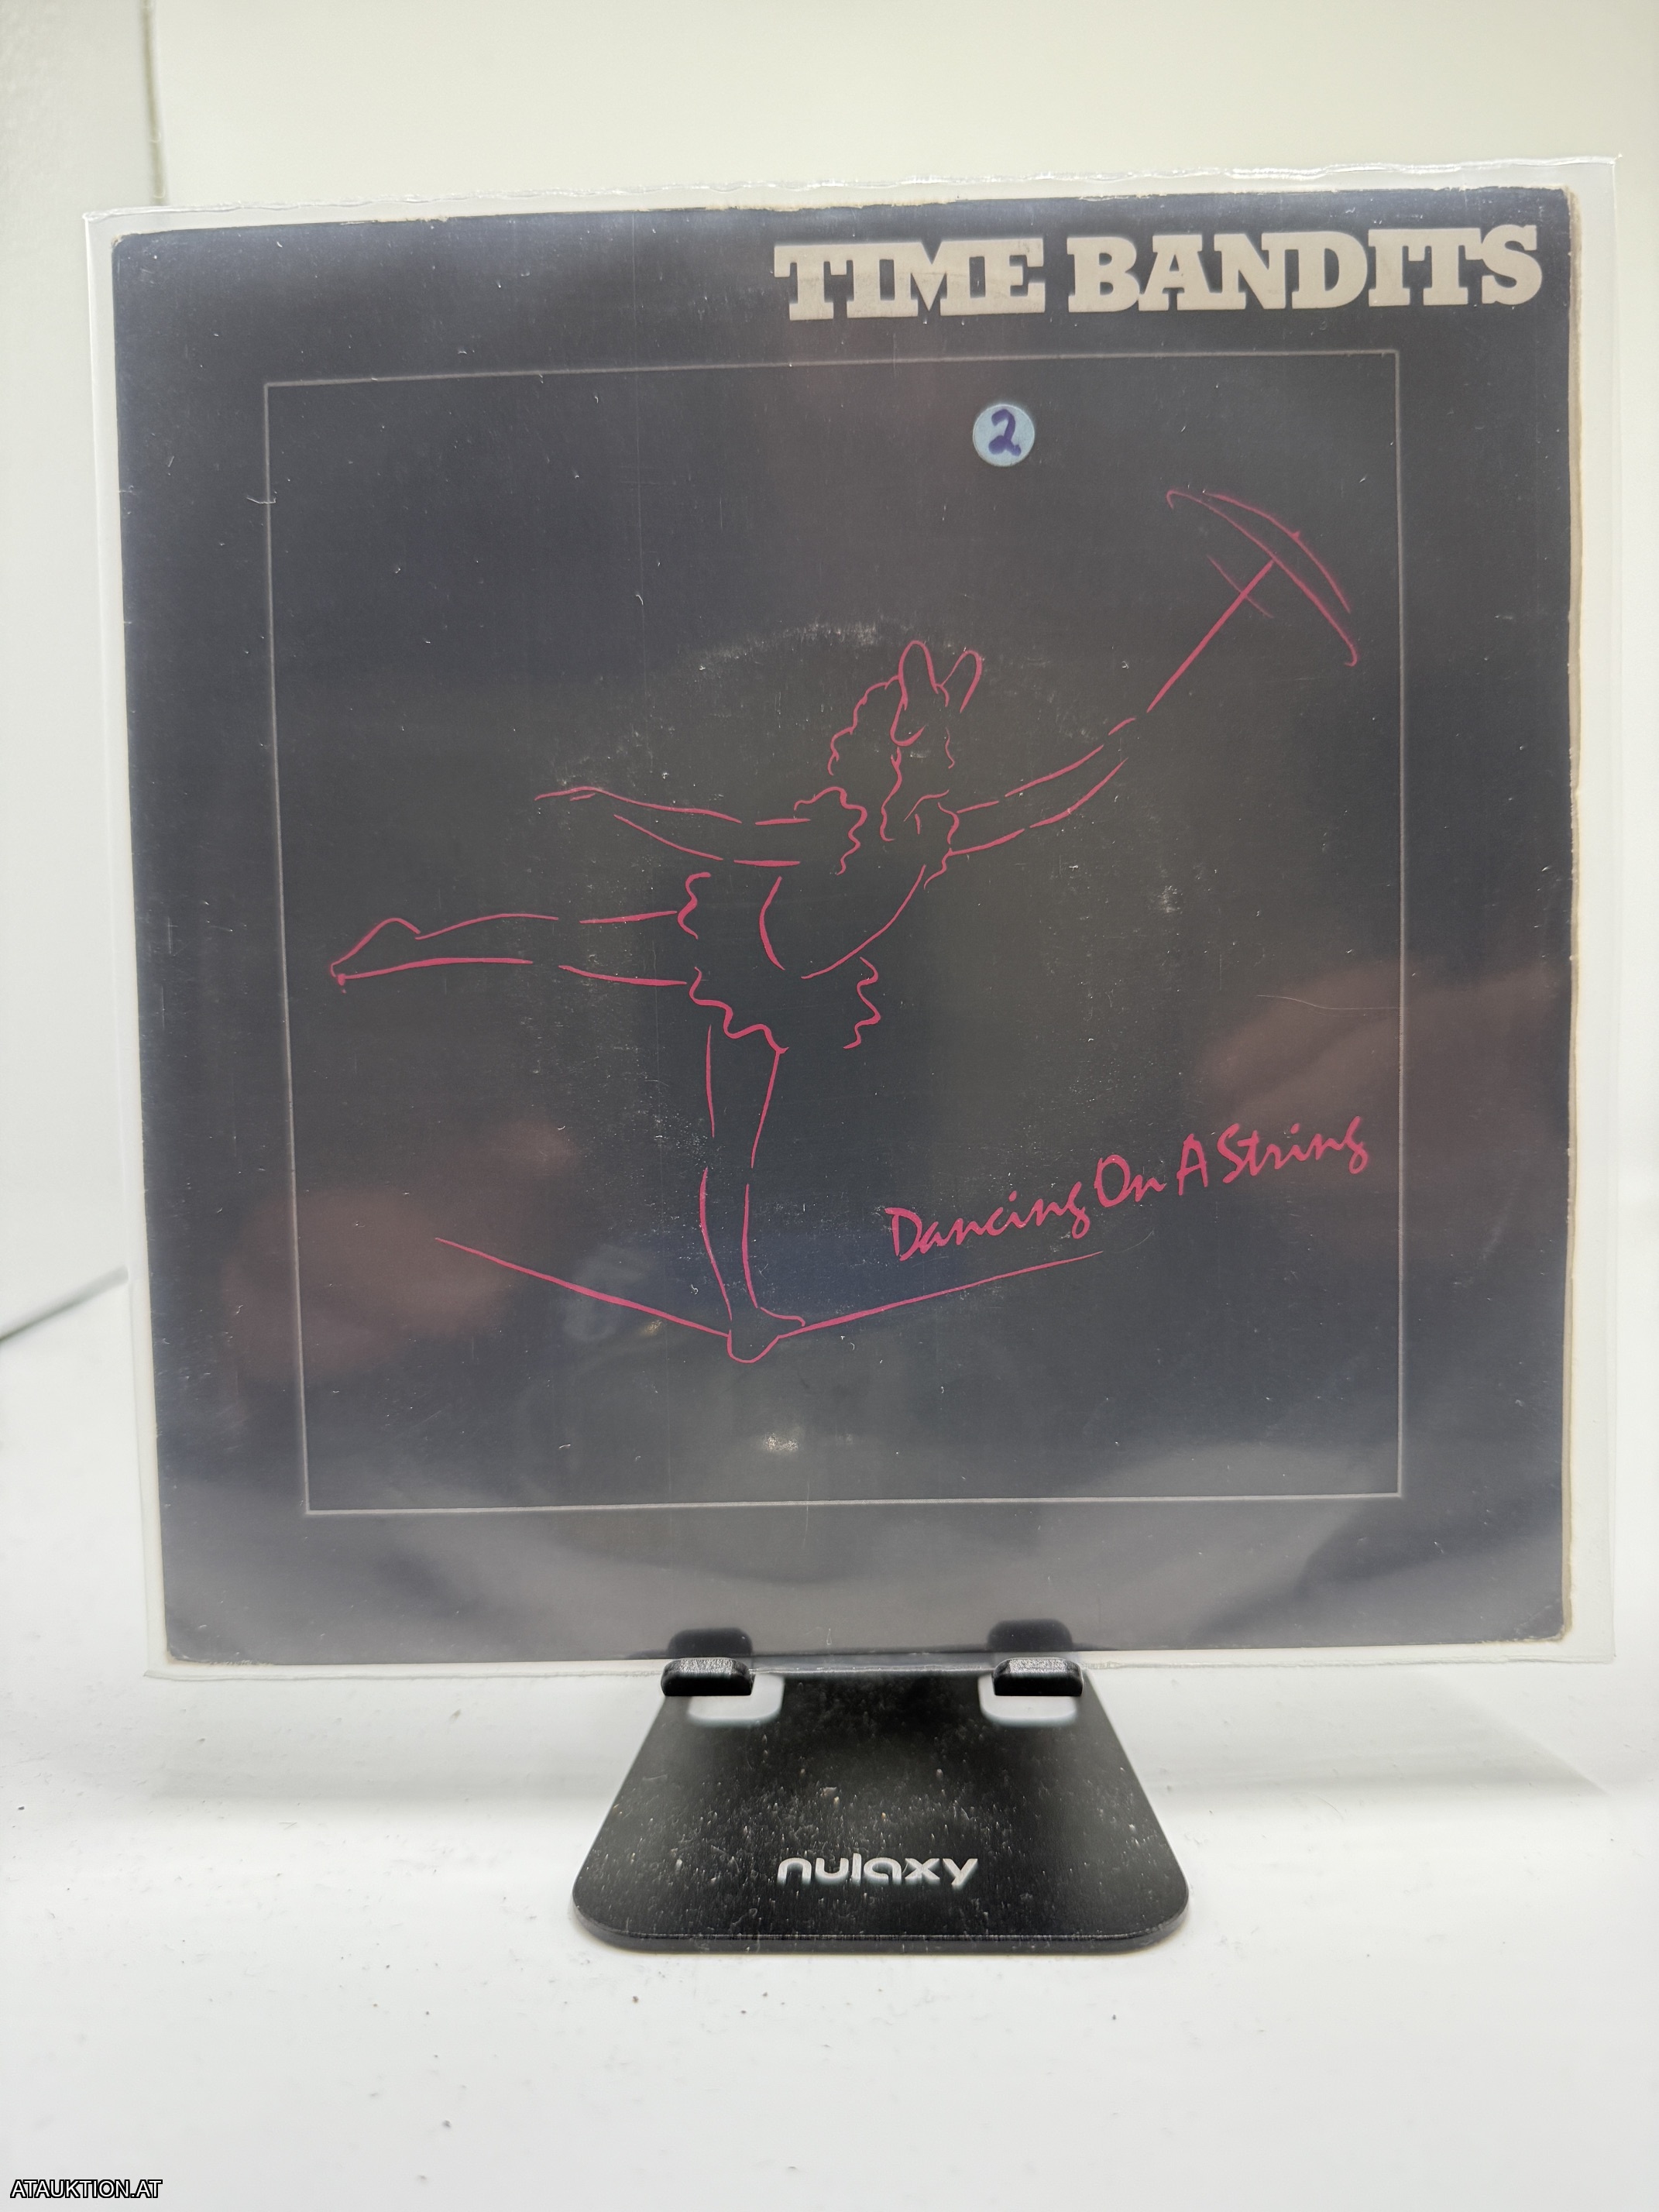 TIME BANDITS
2
Dancing On A String
nulaxy
ATAUKTION.AT